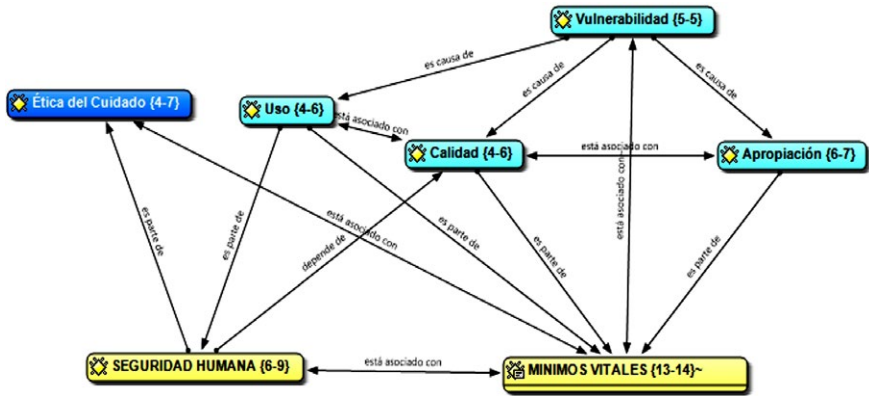 Vulnerabilidad {5-5}
es causa de
es causa de
es causa de
Ética del Cuidado {4-7}
Uso {4-6}
está asociado con
Calidad {4-6}
está asociado con
Apropiación {6-7}
está asociado con
es parte de
es parte de
depende de
está asociado con
es parte de
es parte de
es parte de
SEGURIDAD HUMANA {6-9}
está asociado con
MINIMOS VITALES {13-14}~